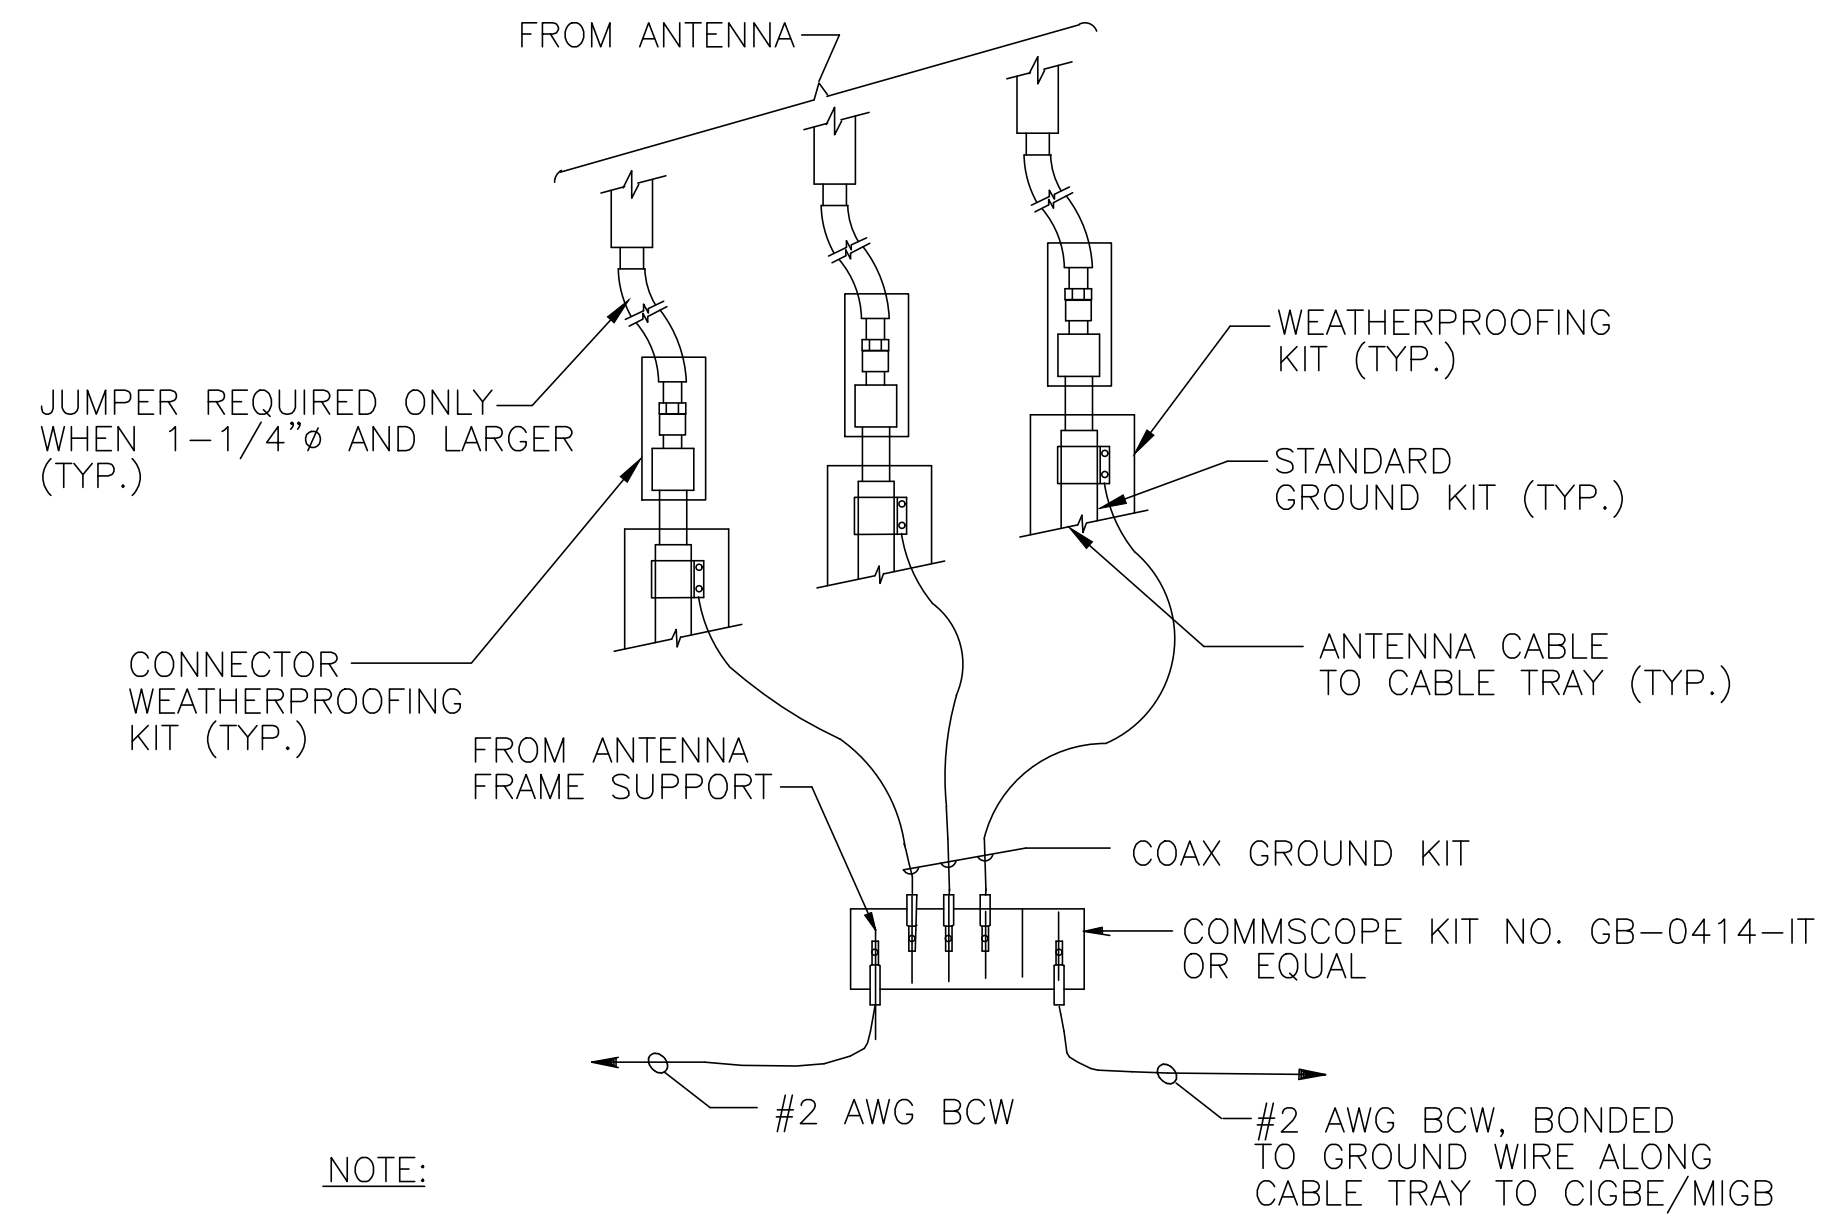 FROM ANTENNA
WEATHERPROOFING
KIT (TYP.)
JUMPER REQUIRED ONLY
WHEN 1-1/4”ø AND LARGER
(TYP.)
STANDARD
GROUND KIT (TYP.)
ANTENNA CABLE
TO CABLE TRAY (TYP.)
CONNECTOR
WEATHERPROOFING
KIT (TYP.)
FROM ANTENNA
FRAME SUPPORT
COAX GROUND KIT
COMMSCOPE KIT NO. GB-0414-IT
OR EQUAL
#2 AWG BCW
#2 AWG BCW, BONDED
TO GROUND WIRE ALONG
CABLE TRAY TO CIGBE/MIGB
NOTE: